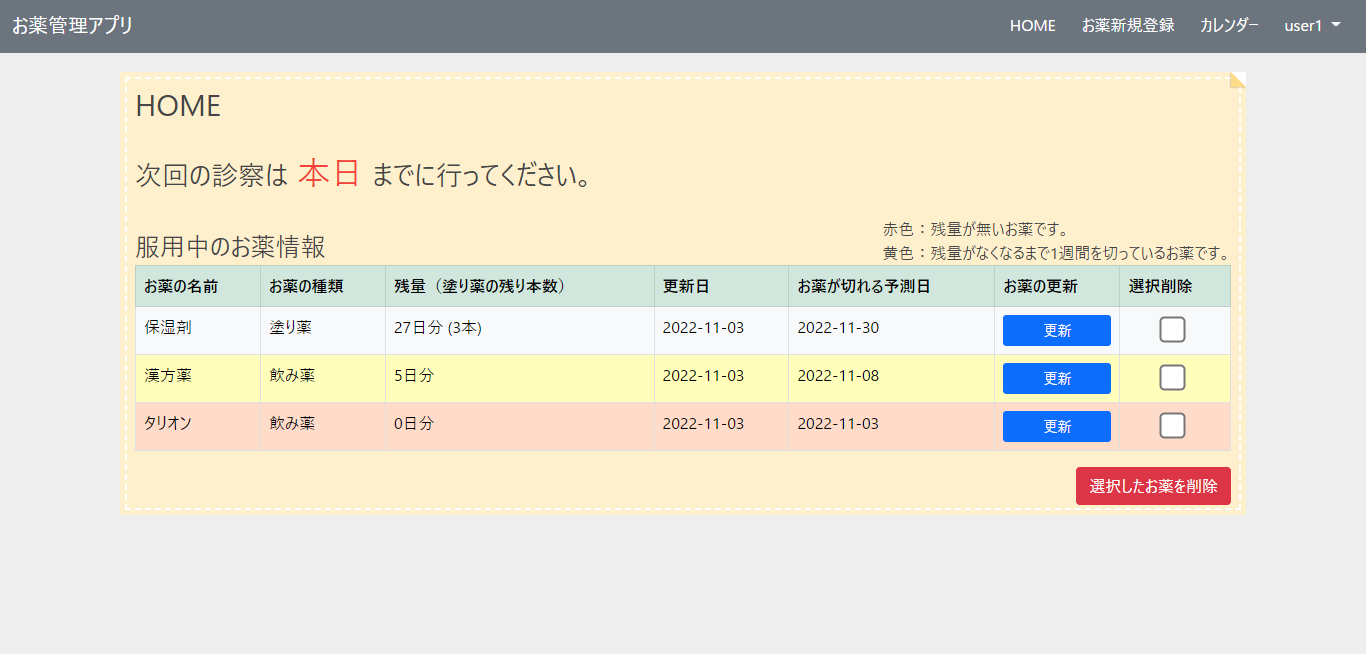 お薬管理アプリ HOME お薬新規登録 カレンダー user1
HOME
次回の診察は 本日 までに行ってください。
赤色：残量が無いお薬です。
服用中のお薬情報 黄色：残量がなくなるまで1週間を切っているお薬です。
お薬の名前 お薬の種類 残量（塗り薬の残り本数） 更新日 お薬が切れる予測日 お薬の更新 選択削除
保湿剤 塗り薬 27日分 (3本) 2022-11-03 2022-11-30 更新
漢方薬 飲み薬 5日分 2022-11-03 2022-11-08 更新
タリオン 飲み薬 0日分 2022-11-03 2022-11-03 更新
選択したお薬を削除